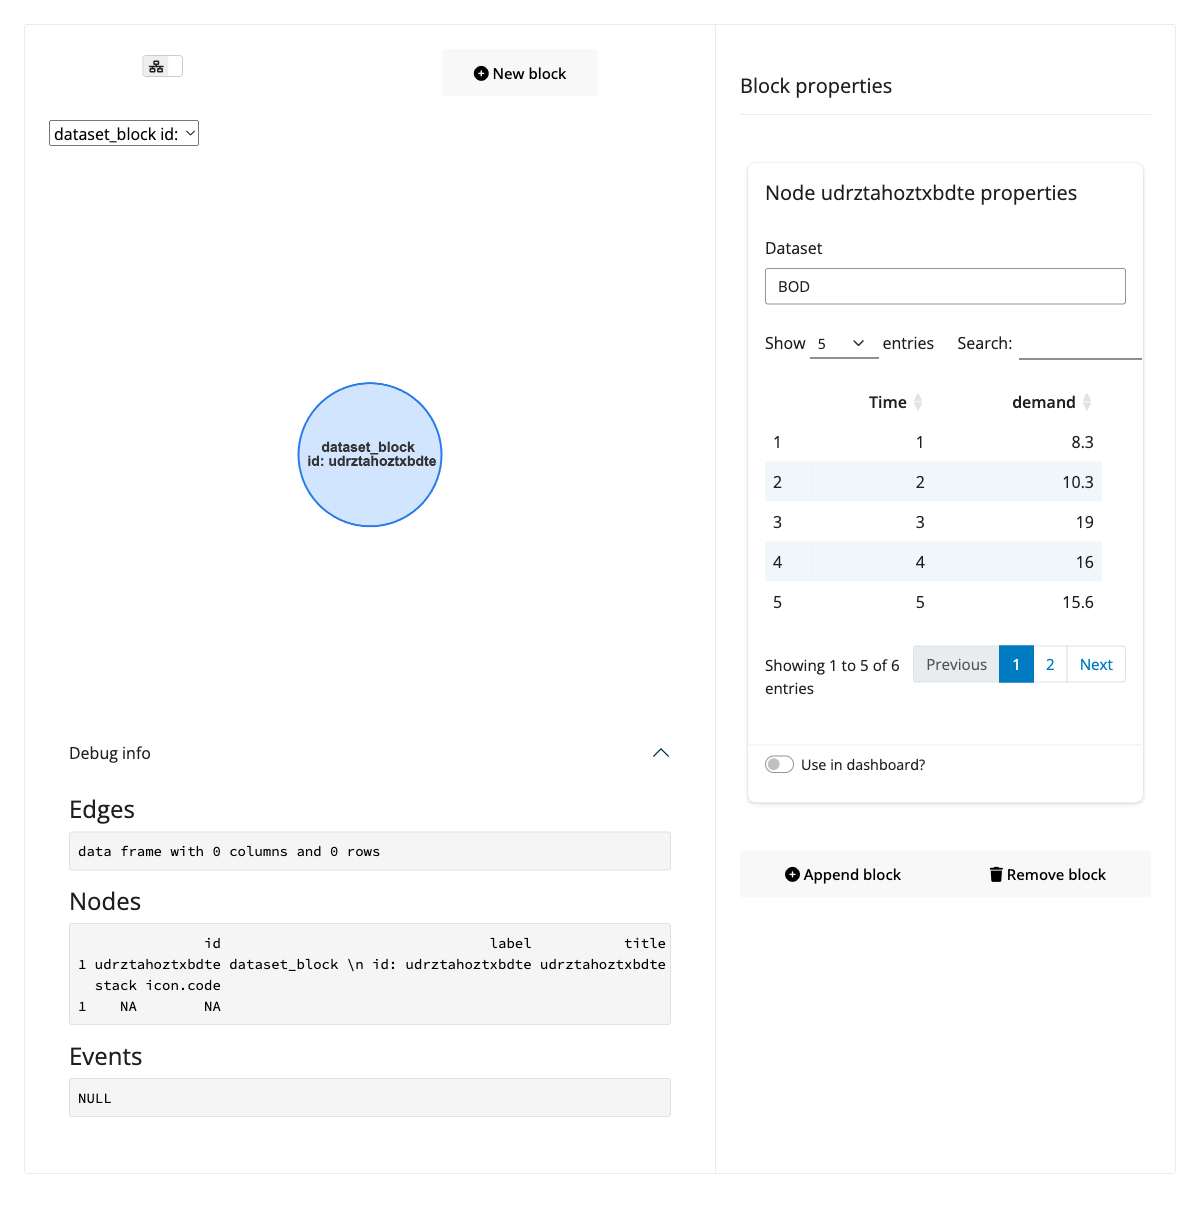 New block
dataset_block id:
dataset_block
id: udrztahoztxbdte
Debug info
Edges
data frame with 0 columns and 0 rows
Nodes
id label title
1 udrztahoztxbdte dataset_block \n id: udrztahoztxbdte udrztahoztxbdte
stack icon.code
1 NA NA
Events
NULL
Block properties
Node udrztahoztxbdte properties
Dataset
BOD
Show 5 entries Search:
Time demand
1 1 8.3
2 2 10.3
3 3 19
4 4 16
5 5 15.6
Showing 1 to 5 of 6
entries
Previous 1 2 Next
Use in dashboard?
Append block Remove block